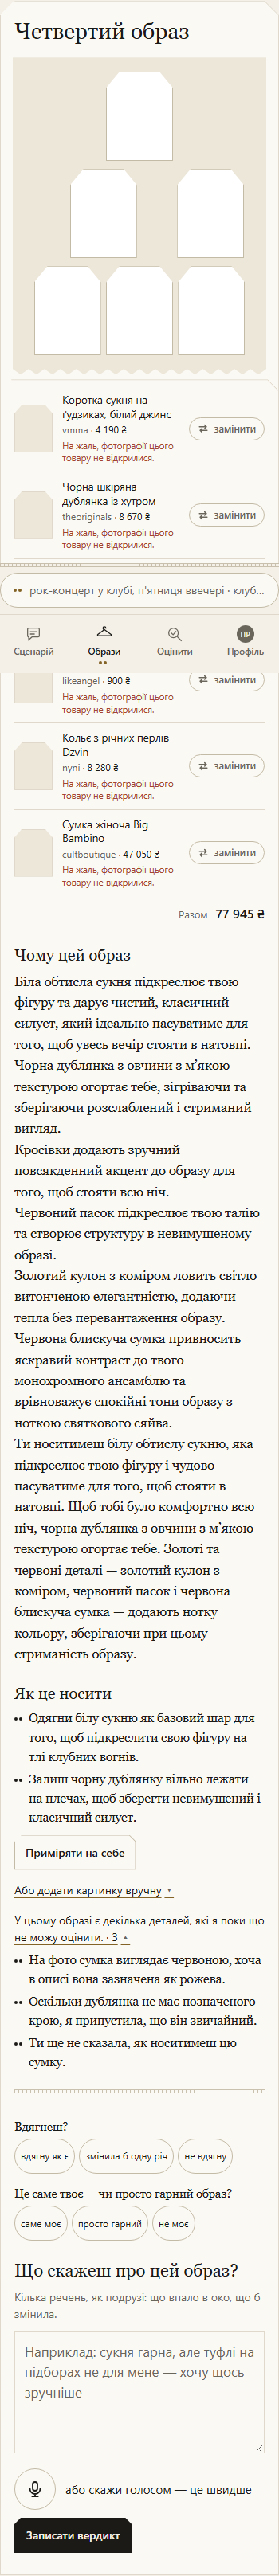 Четвертий образ
Коротка сукня на
ґудзиках, білий джинс
vmma · 4 190 ₴
На жаль, фотографії цього
товару не відкрилися.
замінити
Чорна шкіряна
дублянка із хутром
theoriginals · 8 670 ₴
На жаль, фотографії цього
товару не відкрилися.
замінити
рок-концерт у клубі, п'ятниця ввечері · клуб...
Сценарій
Образи
Оцінити
ПР
Профіль
likeangel · 900 ₴
На жаль, фотографії цього
товару не відкрилися.
замінити
Кольє з річних перлів
Dzvin
nyni · 8 280 ₴
На жаль, фотографії цього
товару не відкрилися.
замінити
Сумка жіноча Big
Bambino
cultboutique · 47 050 ₴
На жаль, фотографії цього
товару не відкрилися.
замінити
Разом 77 945 ₴
Чому цей образ
Біла обтисла сукня підкреслює твою
фігуру та дарує чистий, класичний
силует, який ідеально пасуватиме для
того, щоб увесь вечір стояти в натовпі.
Чорна дублянка з овчини з м’якою
текстурою огортає тебе, зігріваючи та
зберігаючи розслаблений і стриманий
вигляд.
Кросівки додають зручний
повсякденний акцент до образу для
того, щоб стояти всю ніч.
Червоний пасок підкреслює твою талію
та створює структуру в невимушеному
образі.
Золотий кулон з коміром ловить світло
витонченою елегантністю, додаючи
тепла без перевантаження образу.
Червона блискуча сумка привносить
яскравий контраст до твого
монохромного ансамблю та
врівноважує спокійні тони образу з
ноткою святкового сяйва.
Ти носитимеш білу обтислу сукню, яка
підкреслює твою фігуру і чудово
пасуватиме для того, щоб стояти в
натовпі. Щоб тобі було комфортно всю
ніч, чорна дублянка з овчини з м’якою
текстурою огортає тебе. Золоті та
червоні деталі — золотий кулон з
коміром, червоний пасок і червона
блискуча сумка — додають нотку
кольору, зберігаючи при цьому
стриманість образу.
Як це носити
Одягни білу сукню як базовий шар для
того, щоб підкреслити свою фігуру на
тлі клубних вогнів.
Залиш чорну дублянку вільно лежати
на плечах, щоб зберегти невимушений і
класичний силует.
Приміряти на себе
Або додати картинку вручну
У цьому образі є декілька деталей, які я поки що
не можу оцінити. · 3
На фото сумка виглядає червоною, хоча
в описі вона зазначена як рожева.
Оскільки дублянка не має позначеного
крою, я припустила, що він звичайний.
Ти ще не сказала, як носитимеш цю
сумку.
Вдягнеш?
вдягну як є
змінила б одну річ
не вдягну
Це саме твоє — чи просто гарний образ?
саме моє
просто гарний
не моє
Що скажеш про цей образ?
Кілька речень, як подрузі: що впало в око, що б
змінила.
Наприклад: сукня гарна, але туфлі на
підборах не для мене — хочу щось
зручніше
або скажи голосом — це швидше
Записати вердикт